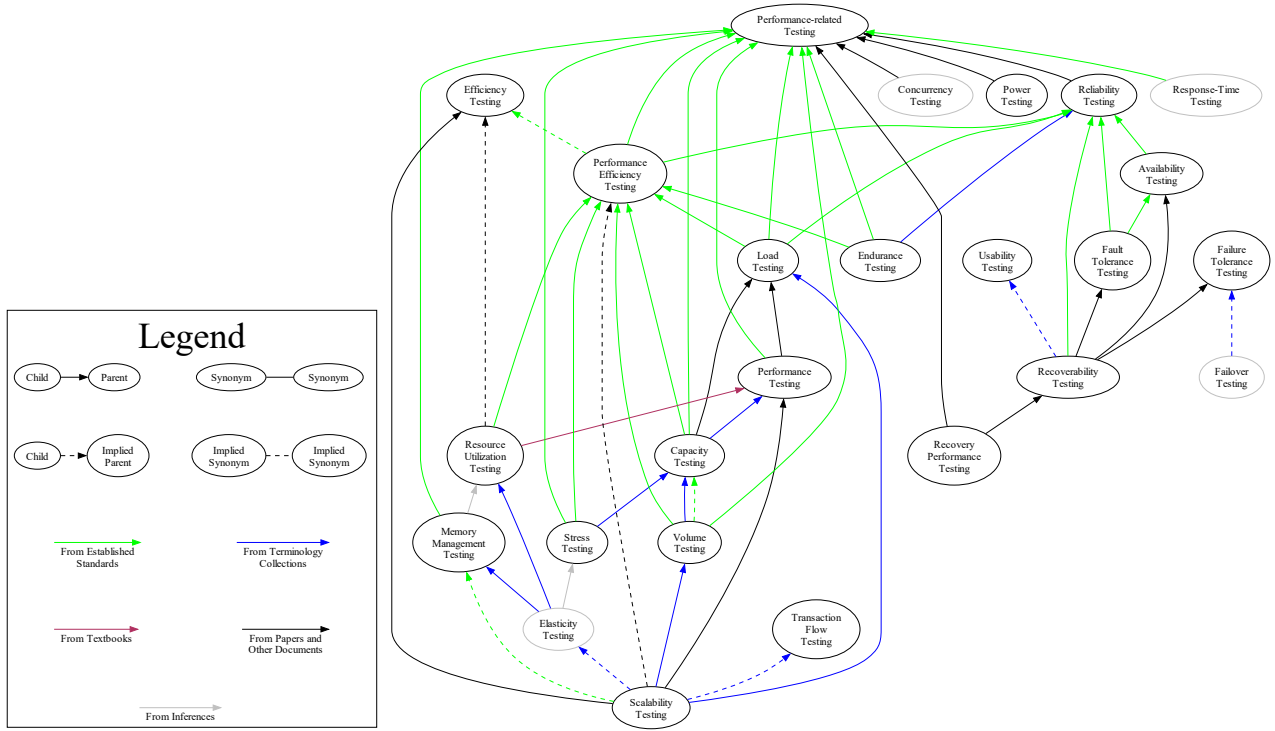 Performance-related
Testing
Efficiency
Testing
Concurrency
Testing
Power
Testing
Reliability
Testing
Response-Time
Testing
Performance
Efficiency
Testing
Availability
Testing
Load
Testing
Endurance
Testing
Usability
Testing
Fault
Tolerance
Testing
Failure
Tolerance
Testing
Legend
Child
Parent
Synonym
Synonym
Performance
Testing
Recoverability
Testing
Failover
Testing
Child
Implied
Parent
Implied
Synonym
Implied
Synonym
Resource
Utilization
Testing
Capacity
Testing
Recovery
Performance
Testing
From Established
Standards
From Terminology
Collections
Memory
Management
Testing
Stress
Testing
Volume
Testing
From Textbooks
From Papers and
Other Documents
Elasticity
Testing
Transaction
Flow
Testing
From Inferences
Scalability
Testing